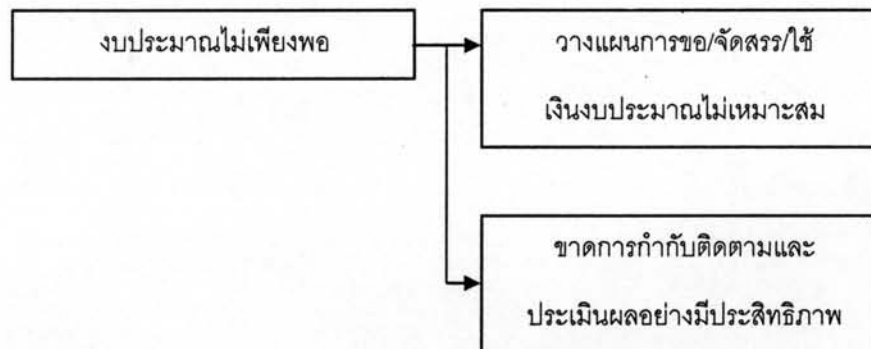 งบประมาณไม่เพียงพอ
วางแผนการขอ/จัดสรร/ใช้
เงินงบประมาณไม่เหมาะสม
ขาดการกำกับติดตามและ
ประเมินผลอย่างมีประสิทธิภาพ